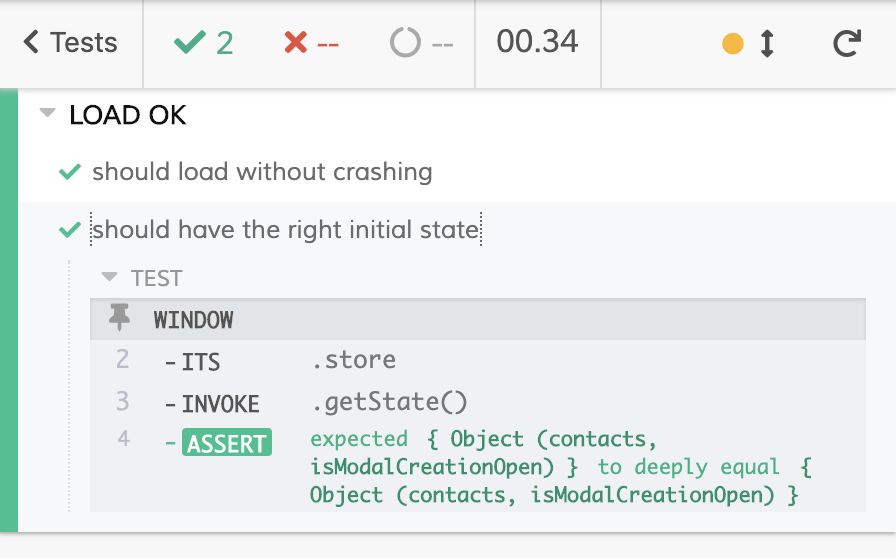 Tests 2 -- -- 00.34
LOAD OK
should load without crashing
should have the right initial state
TEST
WINDOW
2 - ITS .store
3 - INVOKE .getState()
4 - ASSERT expected { Object (contacts,
isModalCreationOpen) } to deeply equal {
Object (contacts, isModalCreationOpen) }